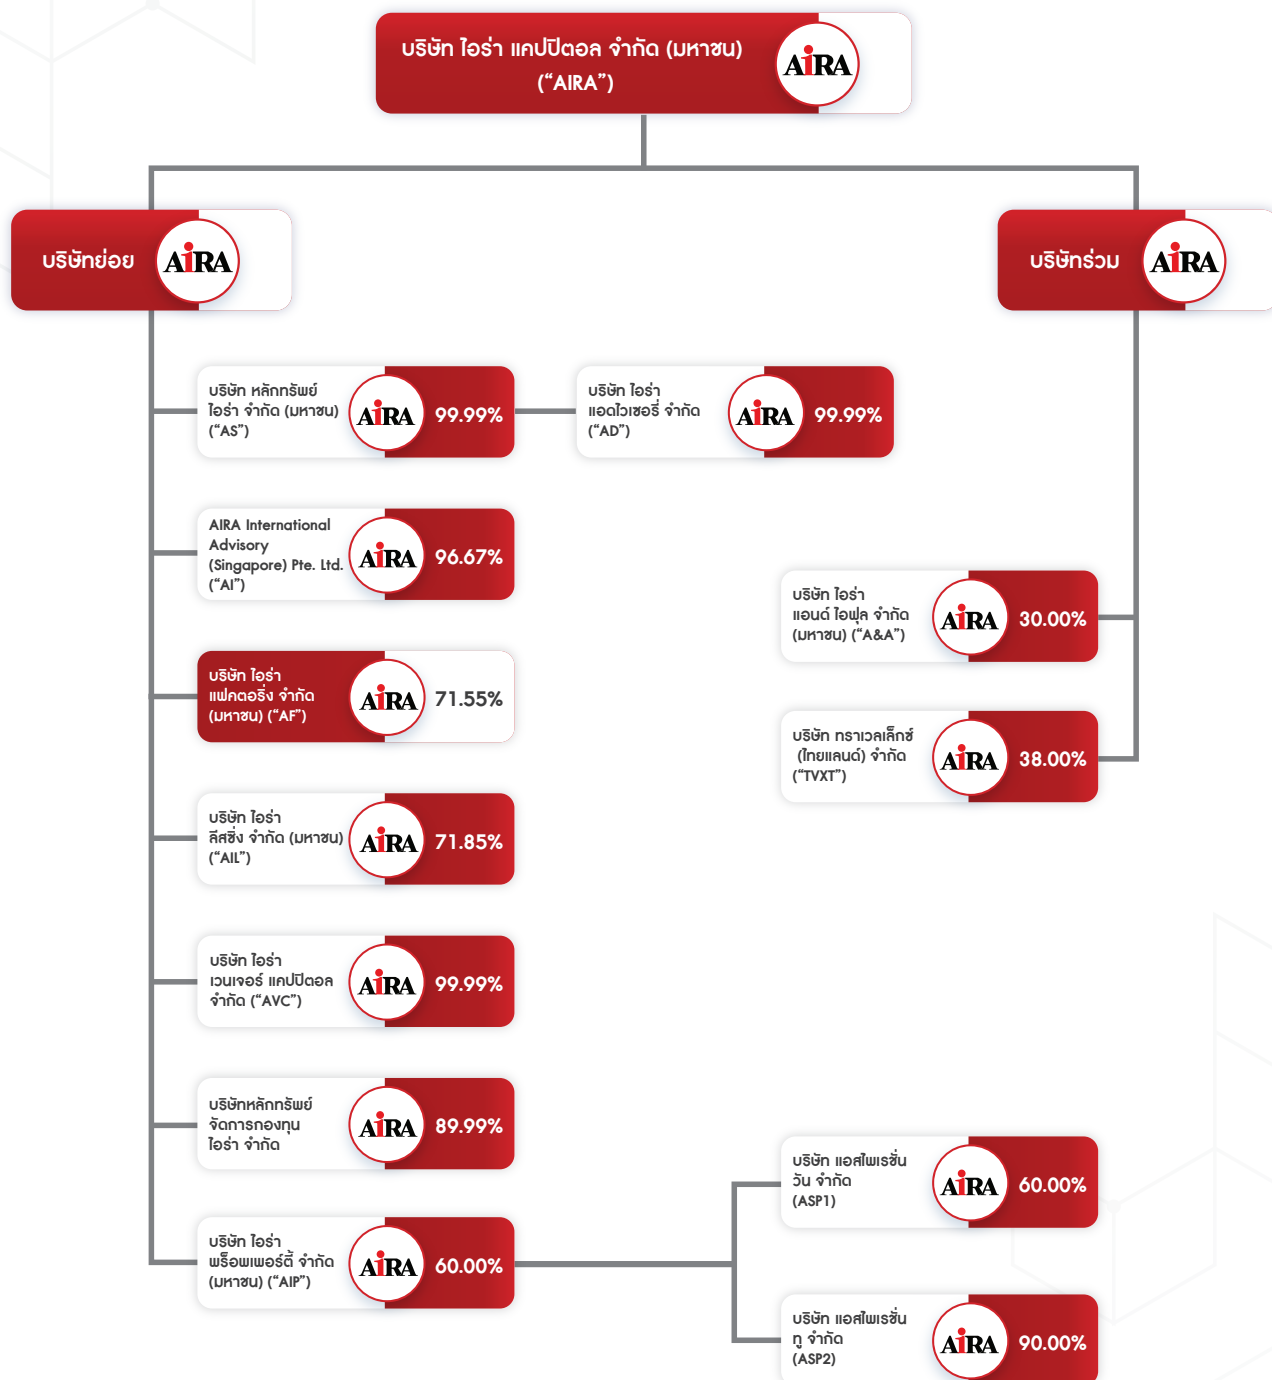 บริษัท ไอร่า แคปปิตอล จำกัด (มหาชน)
(“AIRA”)
AiRA
บริษัทย่อย
AiRA
บริษัทร่วม
AiRA
บริษัท หลักทรัพย์
ไอร่า จำกัด (มหาชน)
(“AS”)
AiRA
99.99%
บริษัท ไอร่า
แอดไวเซอรี่ จำกัด
(“AD”)
AiRA
99.99%
AIRA International
Advisory
(Singapore) Pte. Ltd.
(“AI”)
AiRA
96.67%
บริษัท ไอร่า
แอนด์ ไอฟุล จำกัด
(มหาชน) (“A&A”)
AiRA
30.00%
บริษัท ไอร่า
แฟคตอริ่ง จำกัด
(มหาชน) (“AF”)
AiRA
71.55%
บริษัท ทราเวลเล็กซ์
(ไทยแลนด์) จำกัด
(“TVXT”)
AiRA
38.00%
บริษัท ไอร่า
ลีสซิ่ง จำกัด (มหาชน)
(“AIL”)
AiRA
71.85%
บริษัท ไอร่า
เวนเจอร์ แคปปิตอล
จำกัด (“AVC”)
AiRA
99.99%
บริษัทหลักทรัพย์
จัดการกองทุน
ไอร่า จำกัด
AiRA
89.99%
บริษัท ไอร่า
พร็อพเพอร์ตี้ จำกัด
(มหาชน) (“AIP”)
AiRA
60.00%
บริษัท แอสไพเรชั่น
วัน จำกัด
(ASP1)
AiRA
60.00%
บริษัท แอสไพเรชั่น
ทู จำกัด
(ASP2)
AiRA
90.00%